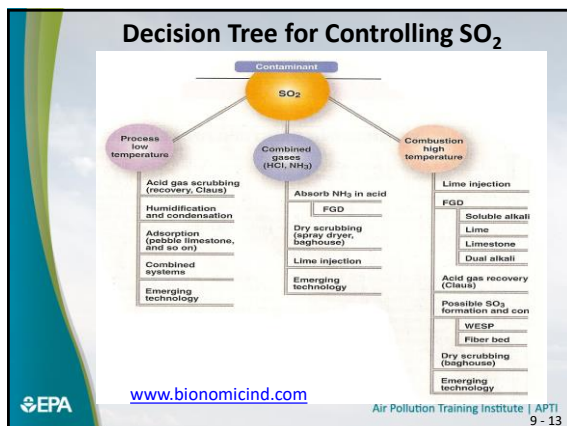 Decision Tree for Controlling SO₂
Contaminant
SO₂
Process
low
temperature
Acid gas scrubbing
(recovery, Claus)
Humidification
and condensation
Adsorption
(pebble limestone,
and so on)
Combined
systems
Emerging
technology
Combined
gases
(HCl, NH₃)
Absorb NH₃ in acid
FGD
Dry scrubbing
(spray dryer,
baghouse)
Lime injection
Emerging
technology
Combustion
high
temperature
Lime injection
FGD
Soluble alkali
Lime
Limestone
Dual alkali
Acid gas recovery
(Claus)
Possible SO₃
formation and con
WESP
Fiber bed
Dry scrubbing
(baghouse)
Emerging
technology
www.bionomicind.com
EPA
Air Pollution Training Institute | APTI
9 - 13